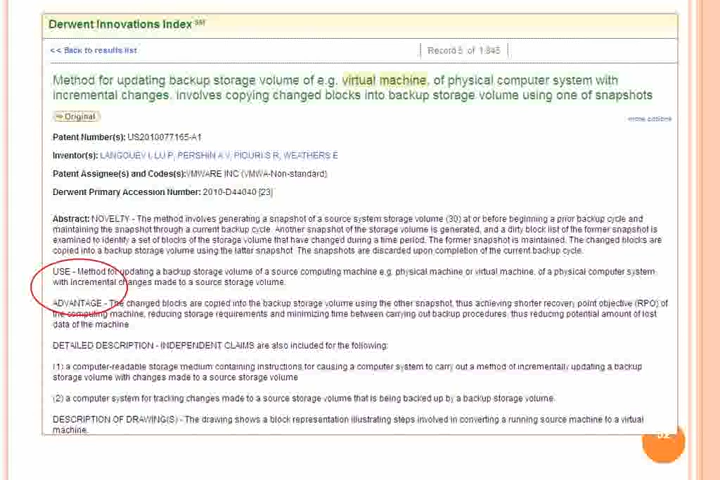 Derwent Innovations Index SM
<< Back to results list
Record 5 of 1,845
Method for updating backup storage volume of e.g. virtual machine, of physical computer system with
incremental changes, involves copying changed blocks into backup storage volume using one of snapshots
Original
Patent Number(s): US2010077165-A1
Inventor(s): LANGOUEV I, LU P, PERSHIN A V, PIOURI S R, WEATHERS E
Patent Assignee(s) and Codes(s):VMWARE INC (VMWA-Non-standard)
Derwent Primary Accession Number: 2010-D44040 [23]
Abstract: NOVELTY - The method involves generating a snapshot of a source system storage volume (30) at or before beginning a prior backup cycle and
maintaining the snapshot through a current backup cycle. Another snapshot of the storage volume is generated, and a dirty block list of the former snapshot is
examined to identify a set of blocks of the storage volume that have changed during a time period. The former snapshot is maintained. The changed blocks are
copied into a backup storage volume using the latter snapshot. The snapshots are discarded upon completion of the current backup cycle.
USE - Method for updating a backup storage volume of a source computing machine e.g. physical machine or virtual machine, of a physical computer system
with incremental changes made to a source storage volume.
ADVANTAGE - The changed blocks are copied into the backup storage volume using the other snapshot, thus achieving shorter recovery point objective (RPO) of
the computing machine, reducing storage requirements and minimizing time between carrying out backup procedures, thus reducing potential amount of lost
data of the machine
DETAILED DESCRIPTION - INDEPENDENT CLAIMS are also included for the following:
(1) a computer-readable storage medium containing instructions for causing a computer system to carry out a method of incrementally updating a backup
storage volume with changes made to a source storage volume
(2) a computer system for tracking changes made to a source storage volume that is being backed up by a backup storage volume.
DESCRIPTION OF DRAWING(S) - The drawing shows a block representation illustrating steps involved in converting a running source machine to a virtual
machine.